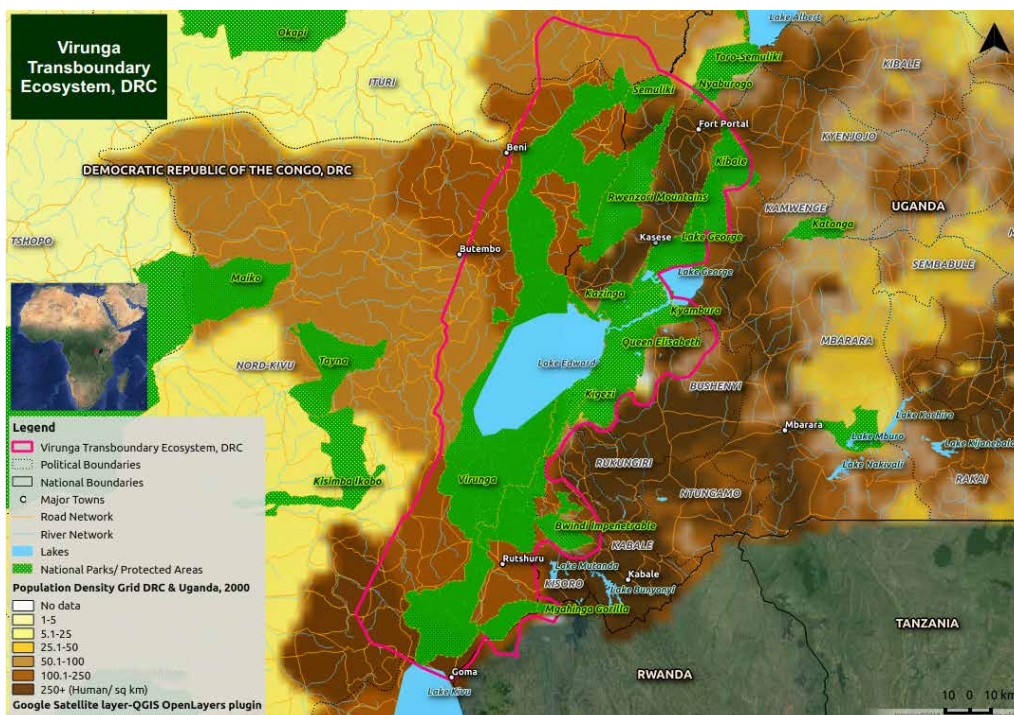 Virunga
Transboundary
Ecosystem, DRC
Okapi
Lake Albert
ITURI
Toro-Semuliki
KIBALE
Semuliki
Nyaburogo
Fort Portal
KYENJOJO
Beni
Kibale
DEMOCRATIC REPUBLIC OF THE CONGO, DRC
Rwenzori Mountains
KAMWENGE
UGANDA
Katonga
TSHOPO
Kasese
Lake George
Butembo
SEMBABULE
Maiko
Lake George
Kazinga
Kyambura
Queen Elisabeth
MBARARA
Tayna
NORD-KIVU
Lake Edward
BUSHENYI
Kigezi
Lake Kachira
Mbarara
Lake Mburo
Lake Kijanebala
RUKUNGIRI
Lake Nakivali
Kisimba Ikobo
Virunga
NTUNGAMO
RAKAI
Bwindi Impenetrable
KABALE
Rutshuru
Lake Mutanda
KISORO
Kabale
Lake Bunyonyi
Mgahinga Gorilla
TANZANIA
Goma
RWANDA
Lake Kivu
10 0 10 km
Legend
Virunga Transboundary Ecosystem, DRC
Political Boundaries
National Boundaries
Major Towns
Road Network
River Network
Lakes
National Parks/ Protected Areas
Population Density Grid DRC & Uganda, 2000
No data
1-5
5.1-25
25.1-50
50.1-100
100.1-250
250+ (Human/ sq km)
Google Satellite layer-QGIS OpenLayers plugin